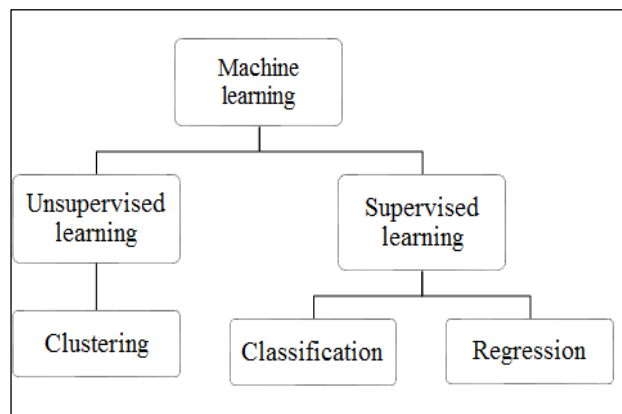 Machine
learning
Unsupervised
learning
Supervised
learning
Clustering
Classification
Regression